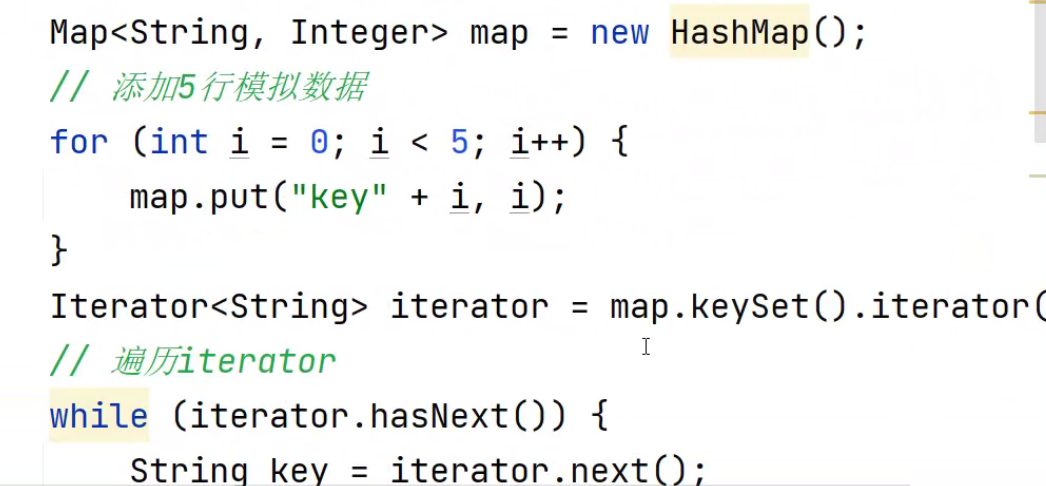 Map<String, Integer> map = new HashMap();
// 添加5行模拟数据
for (int i = 0; i < 5; i++) {
map.put("key" + i, i);
}
Iterator<String> iterator = map.keySet().iterator(
// 遍历iterator
while (iterator.hasNext()) {
String key = iterator.next();